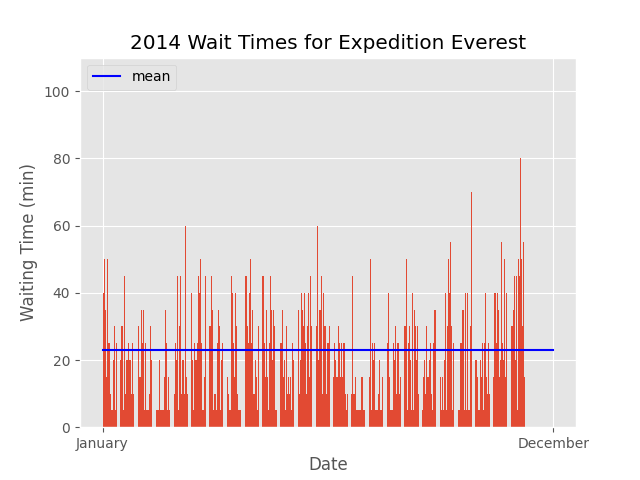 2014 Wait Times for Expedition Everest
mean
100
80
60
40
20
0
Waiting Time (min)
January
December
Date